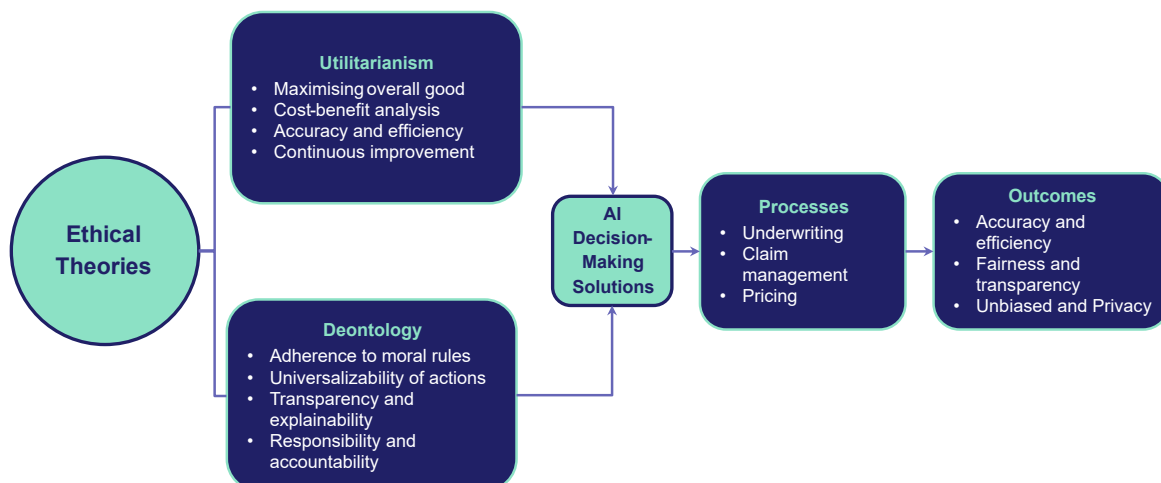 Utilitarianism
• Maximising overall good
• Cost-benefit analysis
• Accuracy and efficiency
• Continuous improvement
Ethical
Theories
Deontology
• Adherence to moral rules
• Universalizability of actions
• Transparency and
explainability
• Responsibility and
accountability
AI
Decision-
Making
Solutions
Processes
• Underwriting
• Claim
management
• Pricing
Outcomes
• Accuracy and
efficiency
• Fairness and
transparency
• Unbiased and Privacy